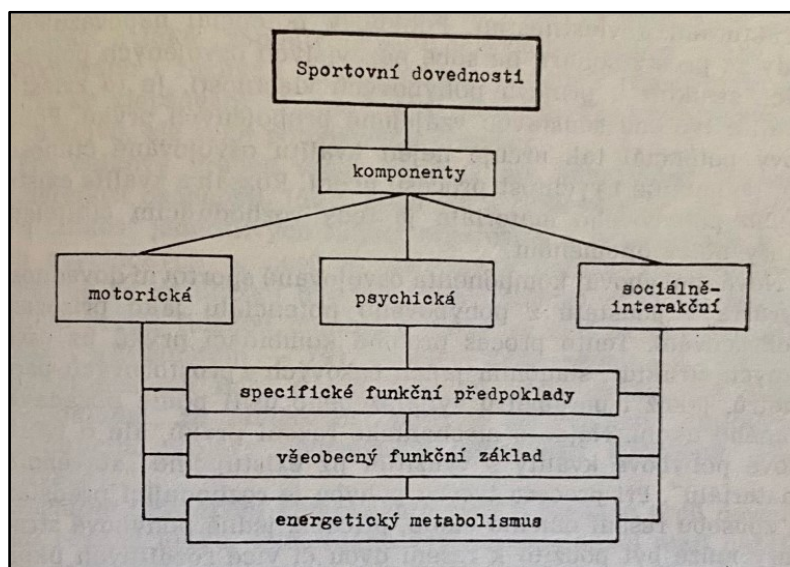 Sportovní dovednosti
komponenty
motorická
psychická
sociálně-
interakční
specifické funkční předpoklady
všeobecný funkční základ
energetický metabolismus